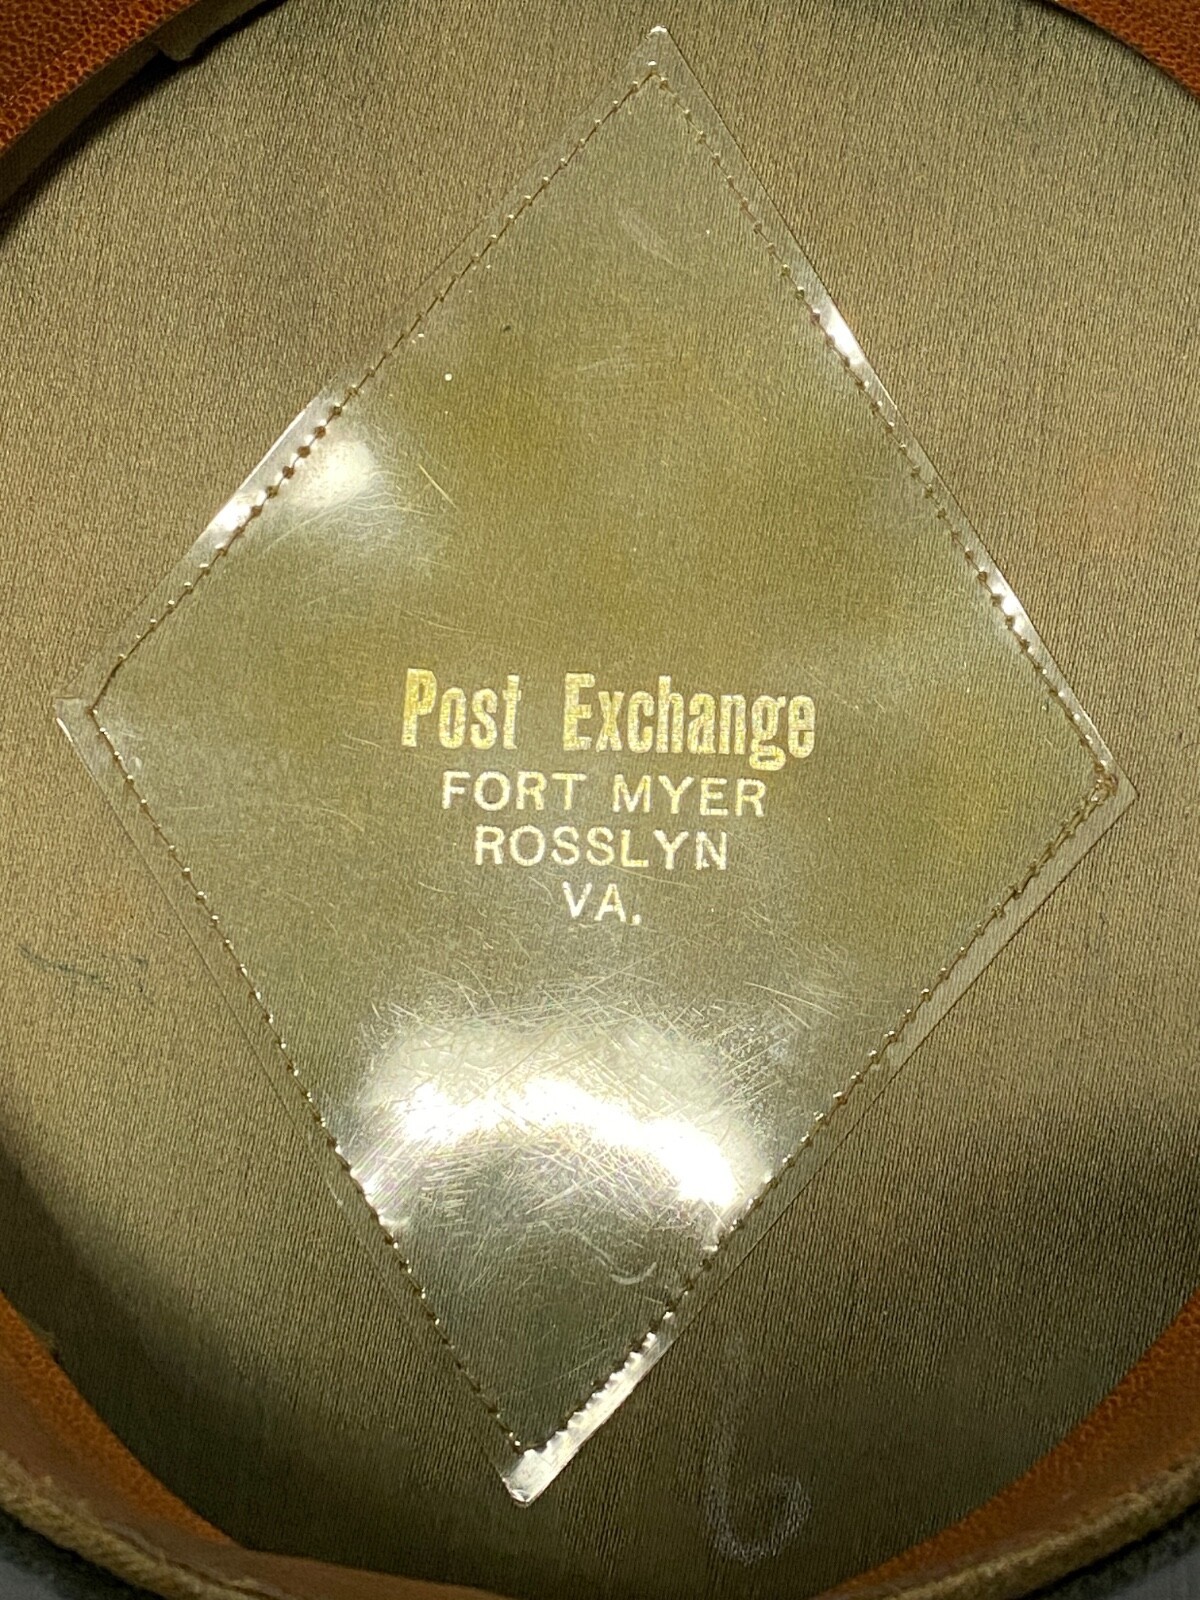 Post Exchange
FORT MYER
ROSSLYN
VA.